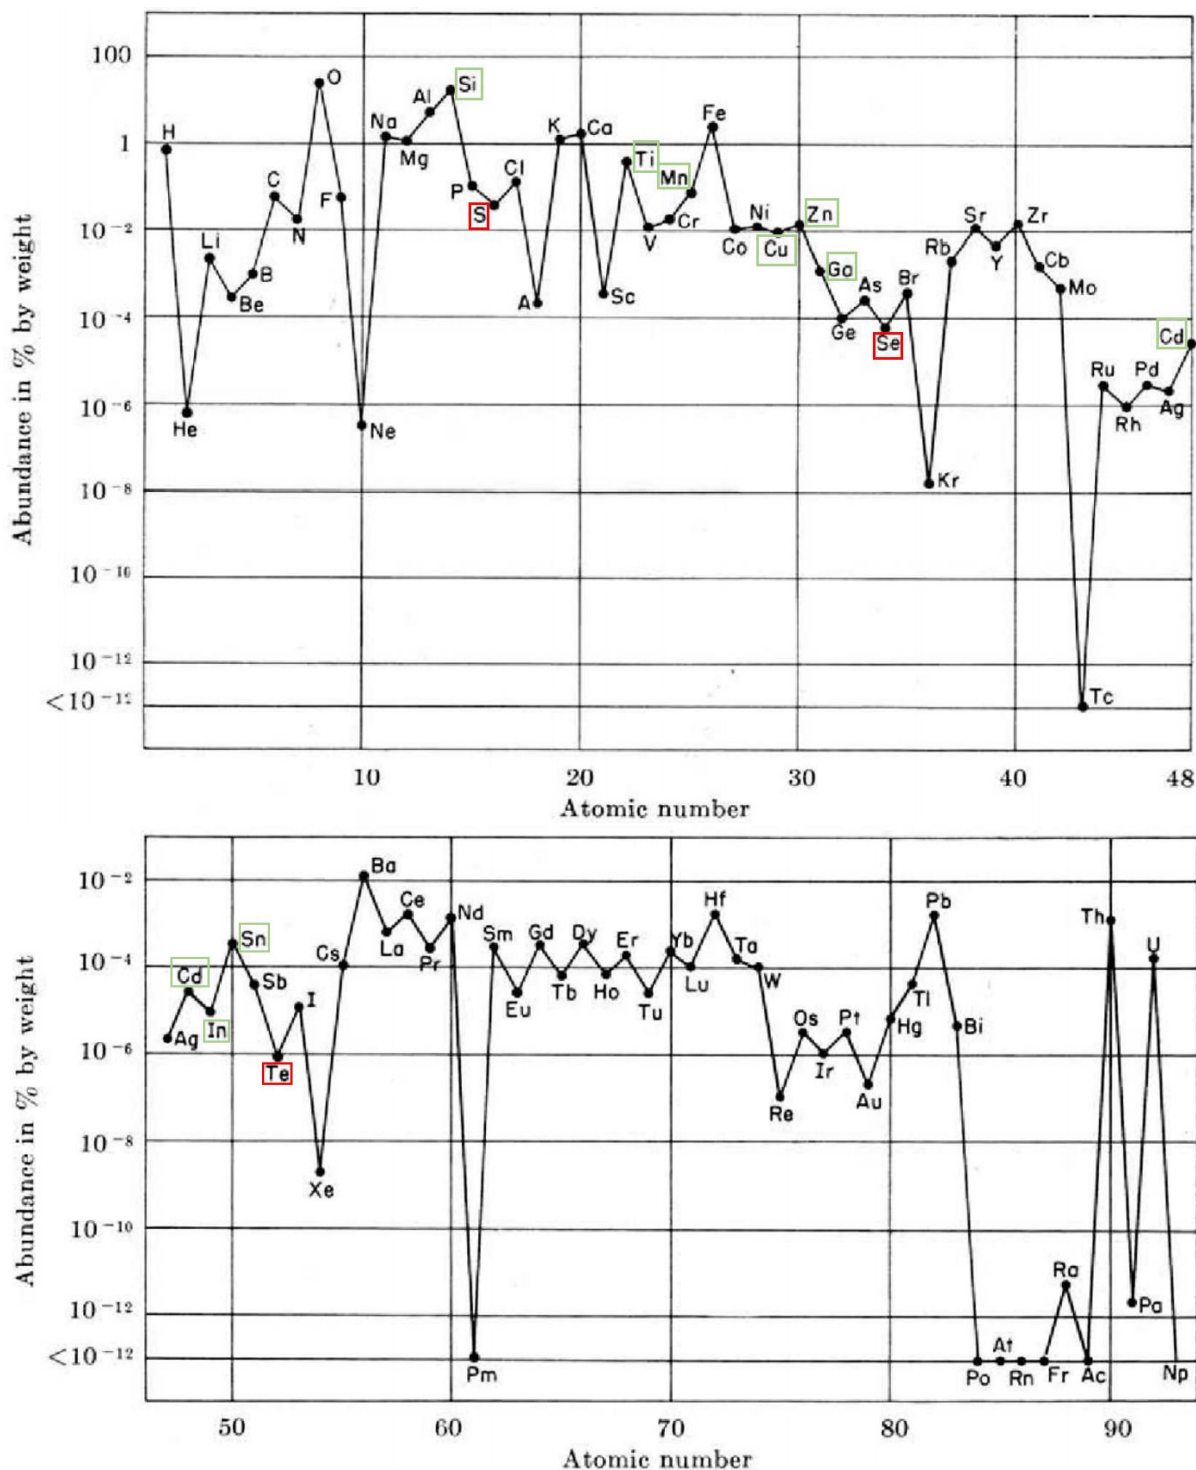 Abundance in % by weight
100
1
10−2
10−4
10−6
10−8
10−10
10−12
<10−12
H
He
Li
Be
B
C
N
O
F
Ne
Na
Mg
Al
Si
P
S
Cl
A
K
Ca
Sc
Ti
V
Cr
Mn
Fe
Co
Ni
Cu
Zn
Ga
Ge
As
Se
Br
Kr
Rb
Sr
Y
Zr
Cb
Mo
Tc
Ru
Rh
Pd
Ag
Cd
10
20
30
40
48
Atomic number
Abundance in % by weight
10−2
10−4
10−6
10−8
10−10
10−12
<10−12
Ag
Cd
In
Sn
Sb
Te
I
Xe
Cs
Ba
La
Ce
Pr
Nd
Pm
Sm
Eu
Gd
Tb
Dy
Ho
Er
Tu
Yb
Lu
Hf
Ta
W
Re
Os
Ir
Pt
Au
Hg
Tl
Pb
Bi
Po
At
Rn
Fr
Ra
Ac
Th
Pa
U
Np
50
60
70
80
90
Atomic number